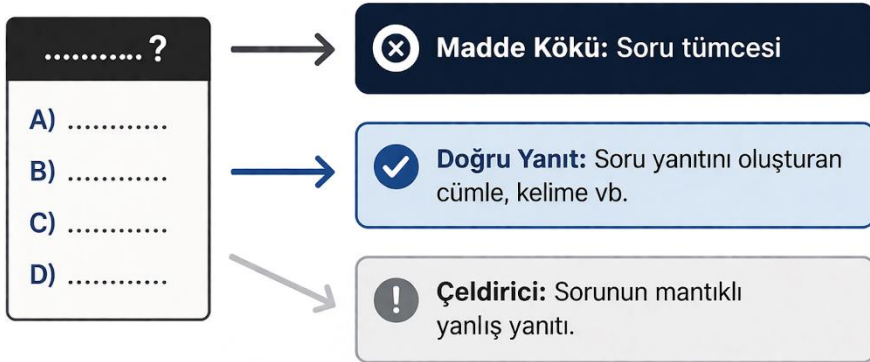 ........... ?
A) ............
B) ............
C) ............
D) ............
Madde Kökü: Soru tümcesi
Doğru Yanıt: Soru yanıtını oluşturan
cümle, kelime vb.
Çeldirici: Sorunun mantıklı
yanlış yanıtı.